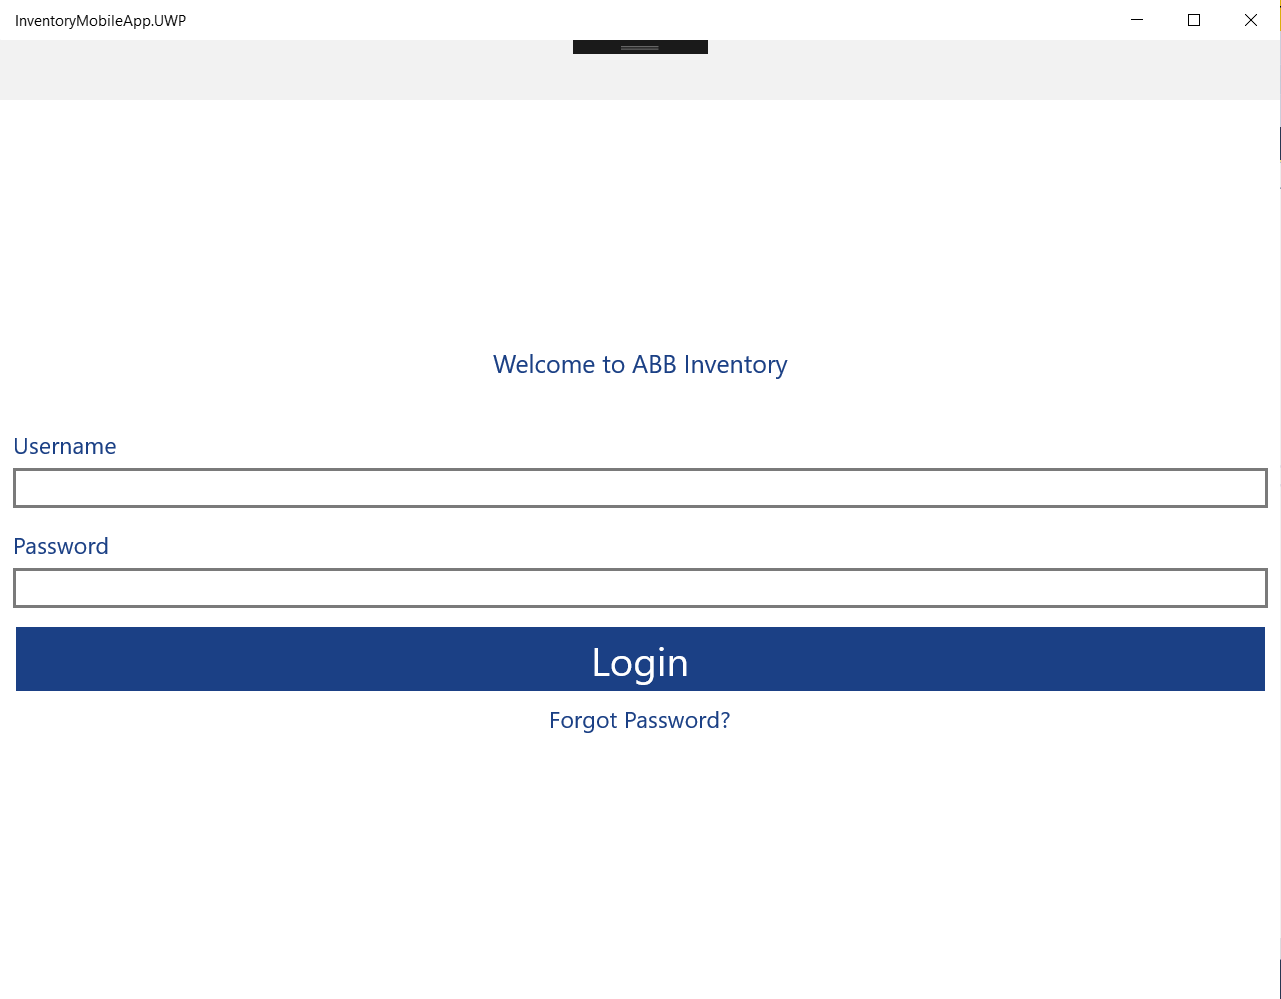 InventoryMobileApp.UWP
Welcome to ABB Inventory
Username
Password
Login
Forgot Password?